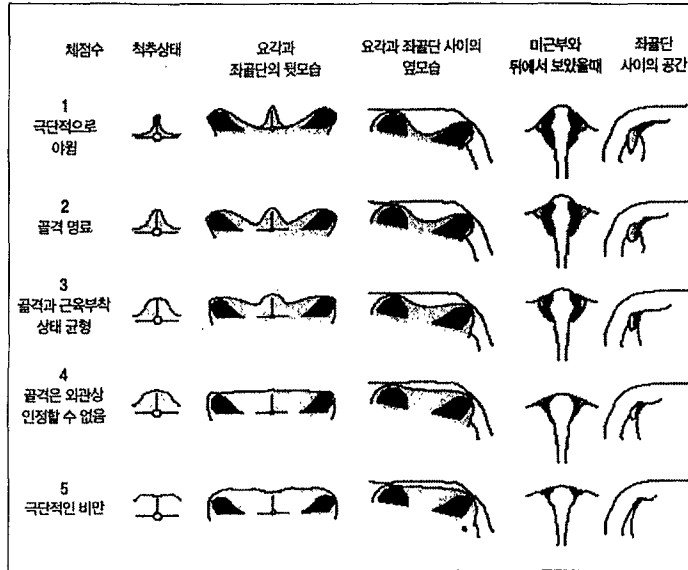 체점수 척추상태 요각과 좌골단의 뒷모습 요각과 좌골단 사이의 옆모습 미근부와 뒤에서 보았을때 좌골단 사이의 공간
1
극단적으로
야윔
2
골격 명료
3
골격과 근육부착
상태 균형
4
골격은 외관상
인정할 수 없음
5
극단적인 비만